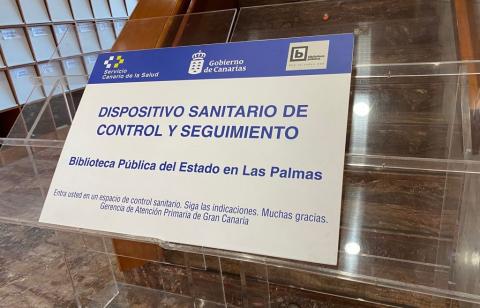 Servicio
Canario de la Salud
Gobierno
de Canarias
b
biblioteca
pública
DISPOSITIVO SANITARIO DE
CONTROL Y SEGUIMIENTO
Biblioteca Pública del Estado en Las Palmas
Entra usted en un espacio de control sanitario. Siga las indicaciones. Muchas gracias.
Gerencia de Atención Primaria de Gran Canaria